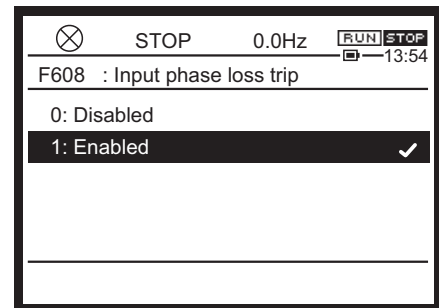 STOP 0.0Hz RUN STOP
13:54
F608 : Input phase loss trip
0: Disabled
1: Enabled